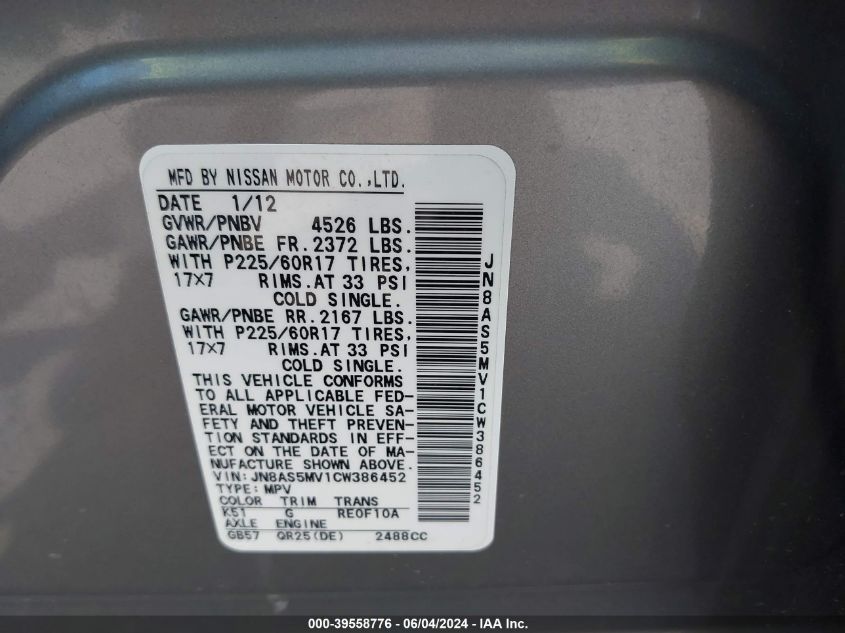 MFD BY NISSAN MOTOR CO.,LTD.
DATE 1/12
GVWR/PNBV 4526 LBS.
GAWR/PNBE FR. 2372 LBS.
WITH P225/60R17 TIRES,
17X7 RIMS.AT 33 PSI
COLD SINGLE.
GAWR/PNBE RR. 2167 LBS.
WITH P225/60R17 TIRES,
17X7 RIMS.AT 33 PSI
COLD SINGLE.
THIS VEHICLE CONFORMS
TO ALL APPLICABLE FED-
ERAL MOTOR VEHICLE SA-
FETY AND THEFT PREVEN-
TION STANDARDS IN EFF-
ECT ON THE DATE OF MA-
NUFACTURE SHOWN ABOVE.
VIN: JN8AS5MV1CW386452
TYPE: MPV
COLOR TRIM TRANS
K51 G RE0F10A
AXLE ENGINE
GB57 QR25(DE) 2488CC
JN8AS5MV1CW386452
000-39558776 - 06/04/2024 - IAA Inc.